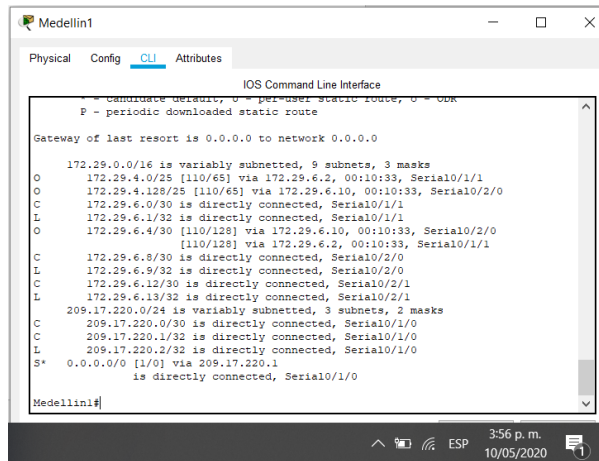 Medellin1
Physical Config CLI Attributes
IOS Command Line Interface
* - candidate default, U - per-user static route, o - ODR
P - periodic downloaded static route
Gateway of last resort is 0.0.0.0 to network 0.0.0.0
172.29.0.0/16 is variably subnetted, 9 subnets, 3 masks
O 172.29.4.0/25 [110/65] via 172.29.6.2, 00:10:33, Serial0/1/1
O 172.29.4.128/25 [110/65] via 172.29.6.10, 00:10:33, Serial0/2/0
C 172.29.6.0/30 is directly connected, Serial0/1/1
L 172.29.6.1/32 is directly connected, Serial0/1/1
O 172.29.6.4/30 [110/128] via 172.29.6.10, 00:10:33, Serial0/2/0
[110/128] via 172.29.6.2, 00:10:33, Serial0/1/1
C 172.29.6.8/30 is directly connected, Serial0/2/0
L 172.29.6.9/32 is directly connected, Serial0/2/0
C 172.29.6.12/30 is directly connected, Serial0/2/1
L 172.29.6.13/32 is directly connected, Serial0/2/1
209.17.220.0/24 is variably subnetted, 3 subnets, 2 masks
C 209.17.220.0/30 is directly connected, Serial0/1/0
C 209.17.220.1/32 is directly connected, Serial0/1/0
L 209.17.220.2/32 is directly connected, Serial0/1/0
S* 0.0.0.0/0 [1/0] via 209.17.220.1
is directly connected, Serial0/1/0
Medellin1#
ESP
3:56 p. m.
10/05/2020
1